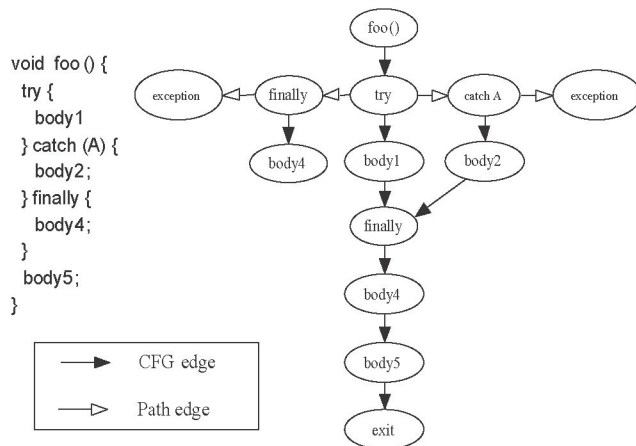 void foo () {
try {
body1
} catch (A) {
body2;
} finally {
body4;
}
body5;
}
foo()
exception
finally
try
catch A
exception
body4
body1
body2
finally
body4
body5
exit
CFG edge
Path edge